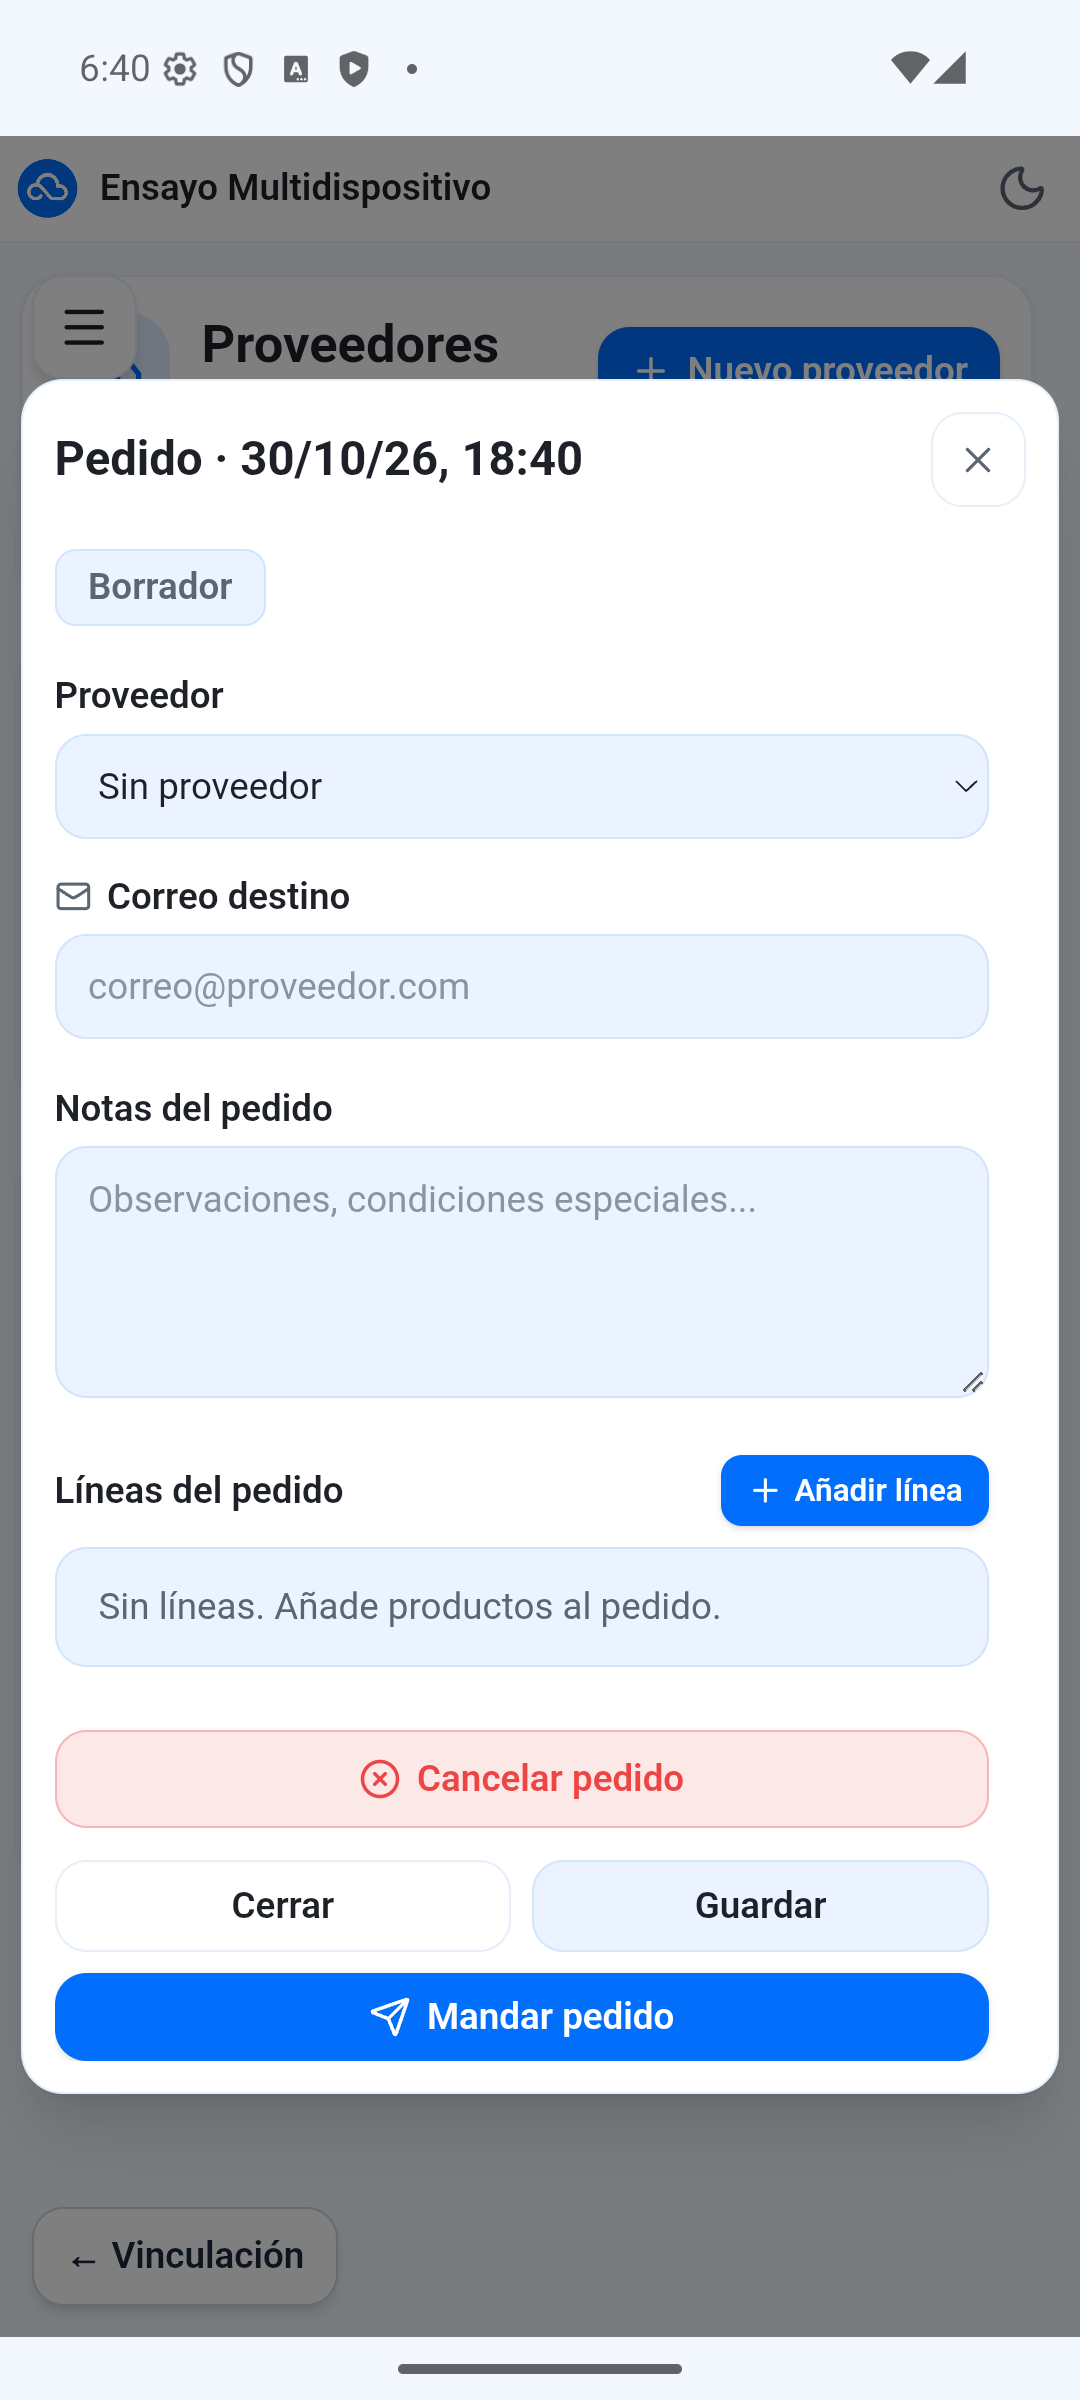 6:40
Ensayo Multidispositivo
Proveedores
Nuevo proveedor
Pedido · 30/10/26, 18:40
Borrador
Proveedor
Sin proveedor
Correo destino
correo@proveedor.com
Notas del pedido
Observaciones, condiciones especiales...
Líneas del pedido
Añadir línea
Sin líneas. Añade productos al pedido.
Cancelar pedido
Cerrar
Guardar
Mandar pedido
← Vinculación